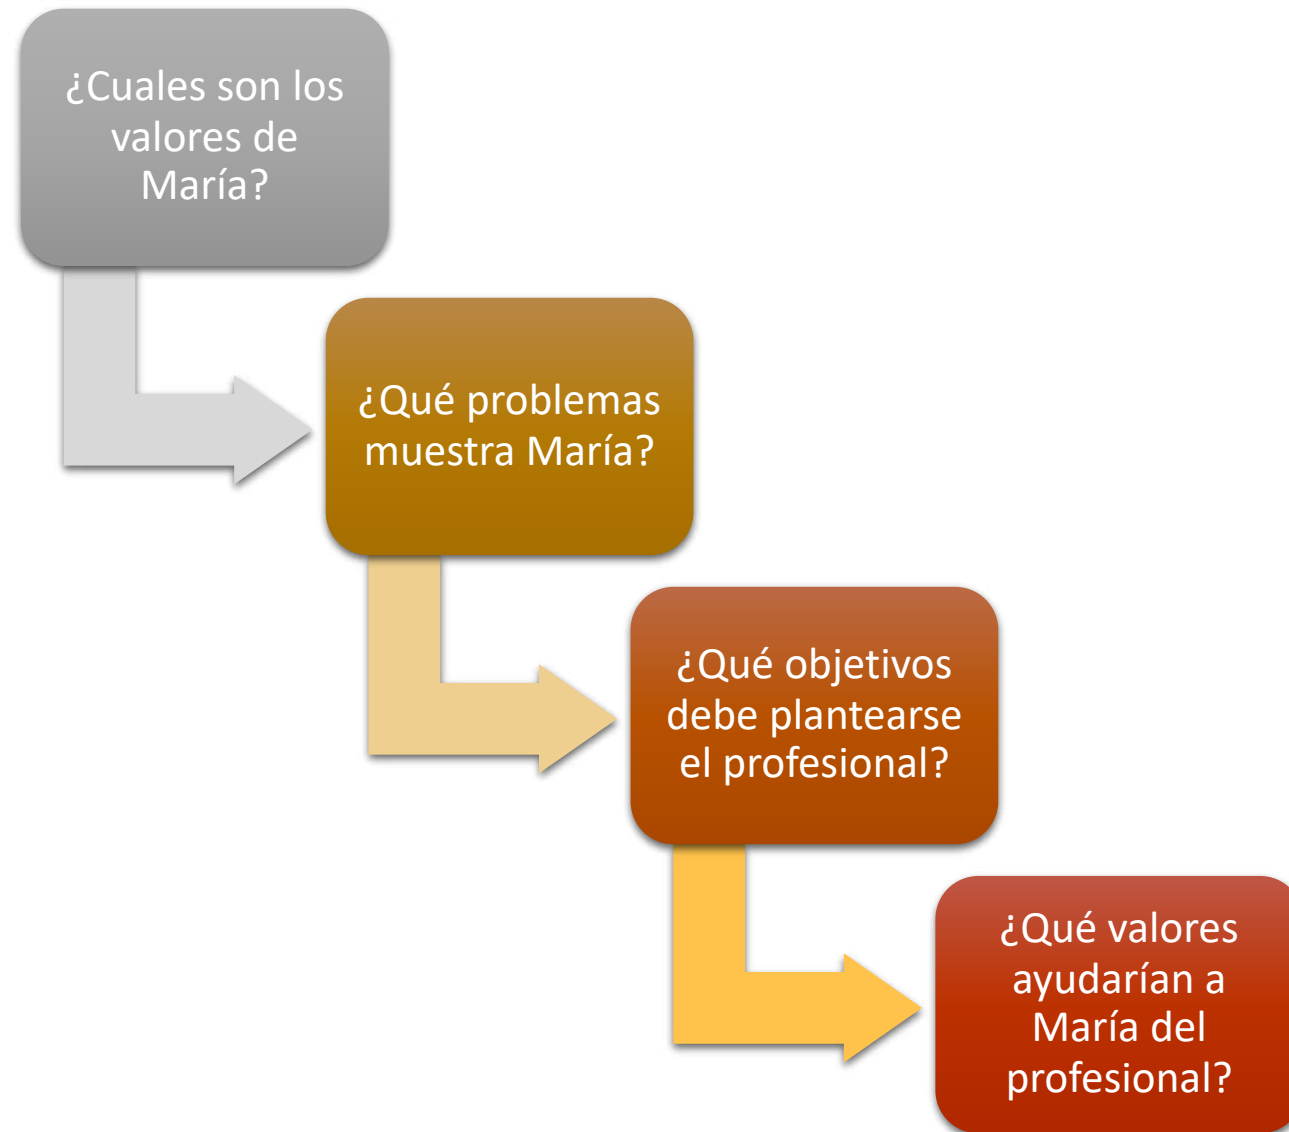 ¿Cuales son los
valores de
María?
¿Qué problemas
muestra María?
¿Qué objetivos
debe plantearse
el profesional?
¿Qué valores
ayudarían a
María del
profesional?